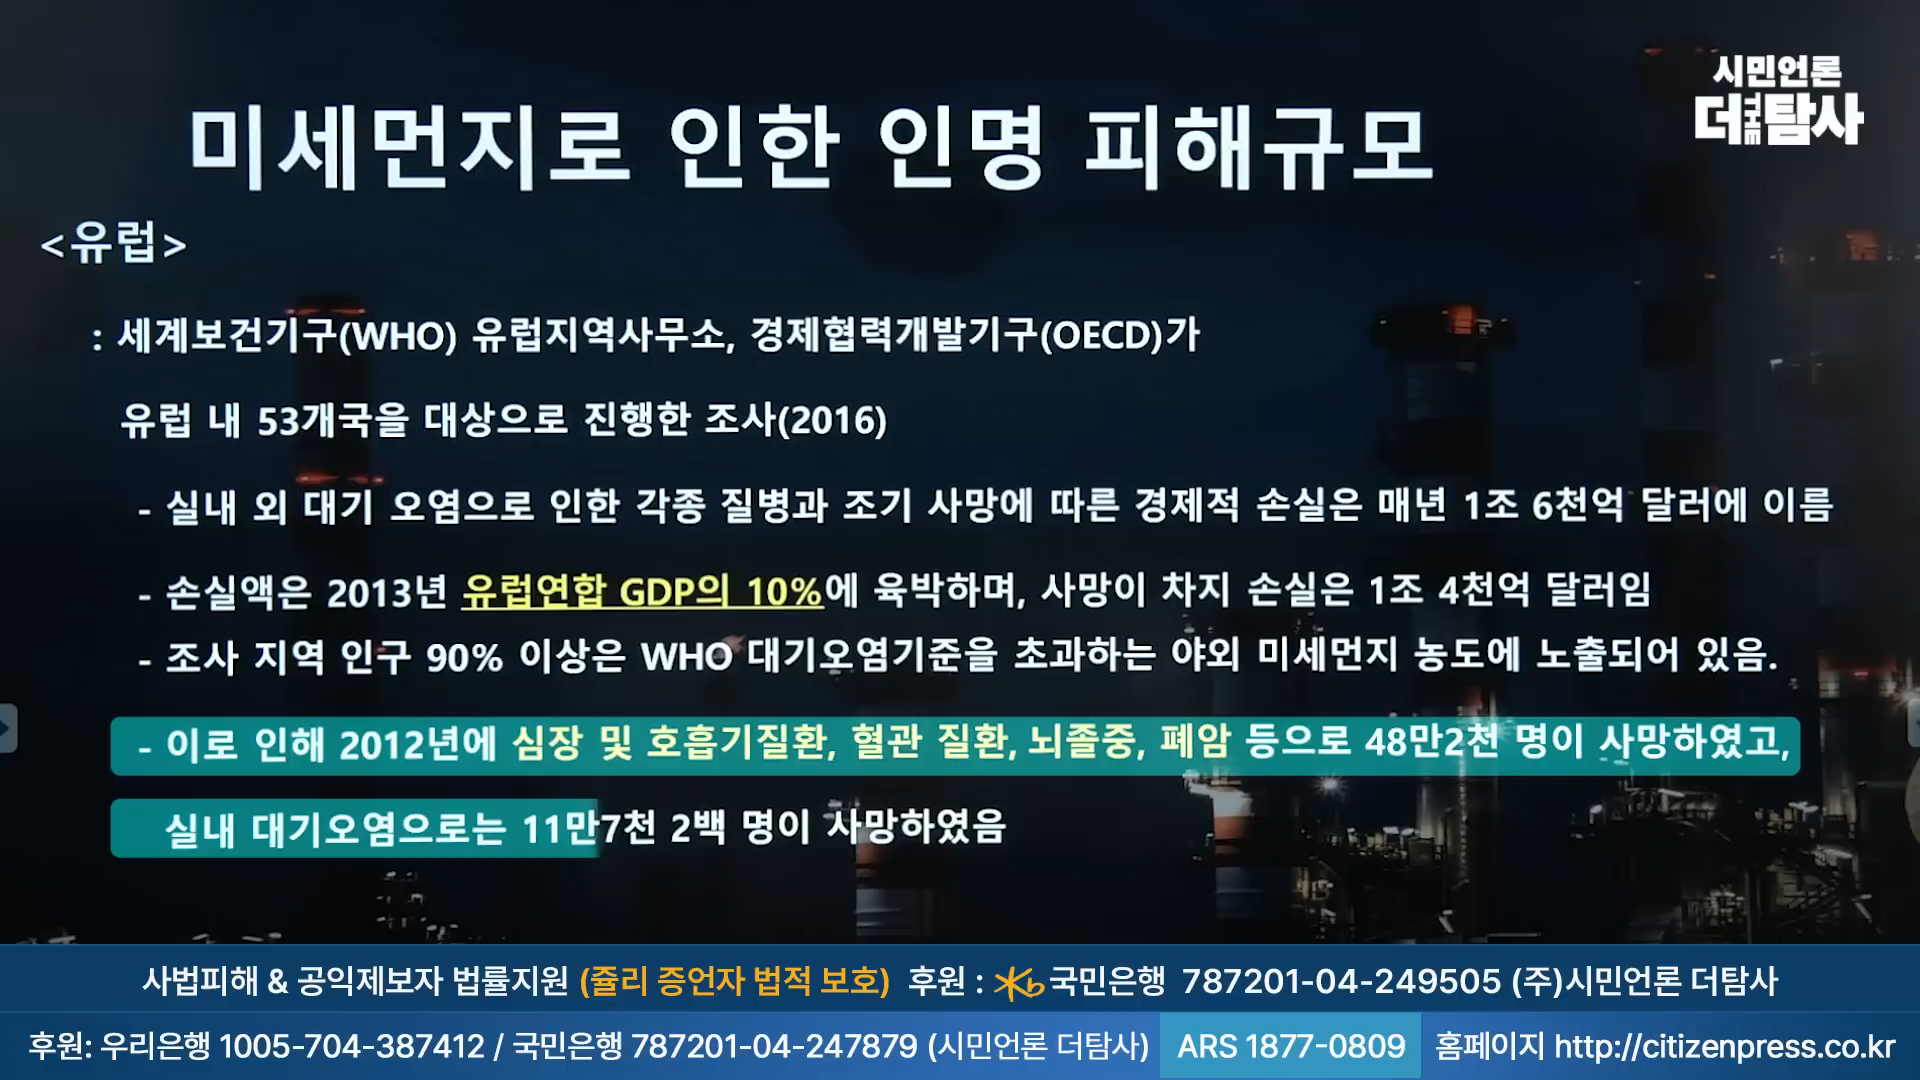 시민언론
더탐사
미세먼지로 인한 인명 피해규모
<유럽>
: 세계보건기구(WHO) 유럽지역사무소, 경제협력개발기구(OECD)가
유럽 내 53개국을 대상으로 진행한 조사(2016)
- 실내 외 대기 오염으로 인한 각종 질병과 조기 사망에 따른 경제적 손실은 매년 1조 6천억 달러에 이름
- 손실액은 2013년 유럽연합 GDP의 10%에 육박하며, 사망이 차지 손실은 1조 4천억 달러임
- 조사 지역 인구 90% 이상은 WHO 대기오염기준을 초과하는 야외 미세먼지 농도에 노출되어 있음.
- 이로 인해 2012년에 심장 및 호흡기질환, 혈관 질환, 뇌졸중, 폐암 등으로 48만2천 명이 사망하였고,
실내 대기오염으로는 11만7천 2백 명이 사망하였음
사법피해 & 공익제보자 법률지원 (쥴리 증언자 법적 보호) 후원 : 국민은행 787201-04-249505 (주)시민언론 더탐사
후원: 우리은행 1005-704-387412 / 국민은행 787201-04-247879 (시민언론 더탐사) ARS 1877-0809 홈페이지 http://citizenpress.co.kr